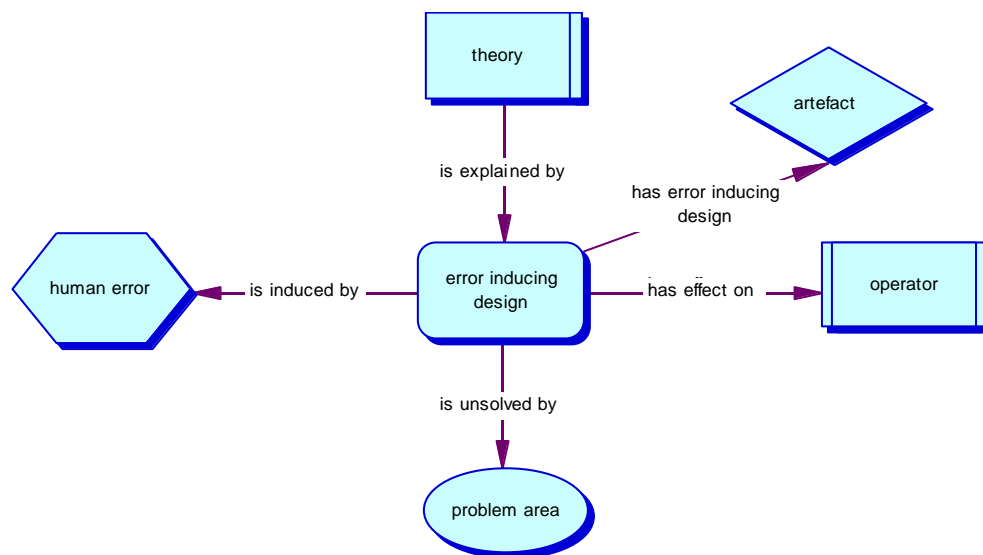 theory
artefact
is explained by
has error inducing
design
human error
is induced by
error inducing
design
has effect on
operator
is unsolved by
problem area